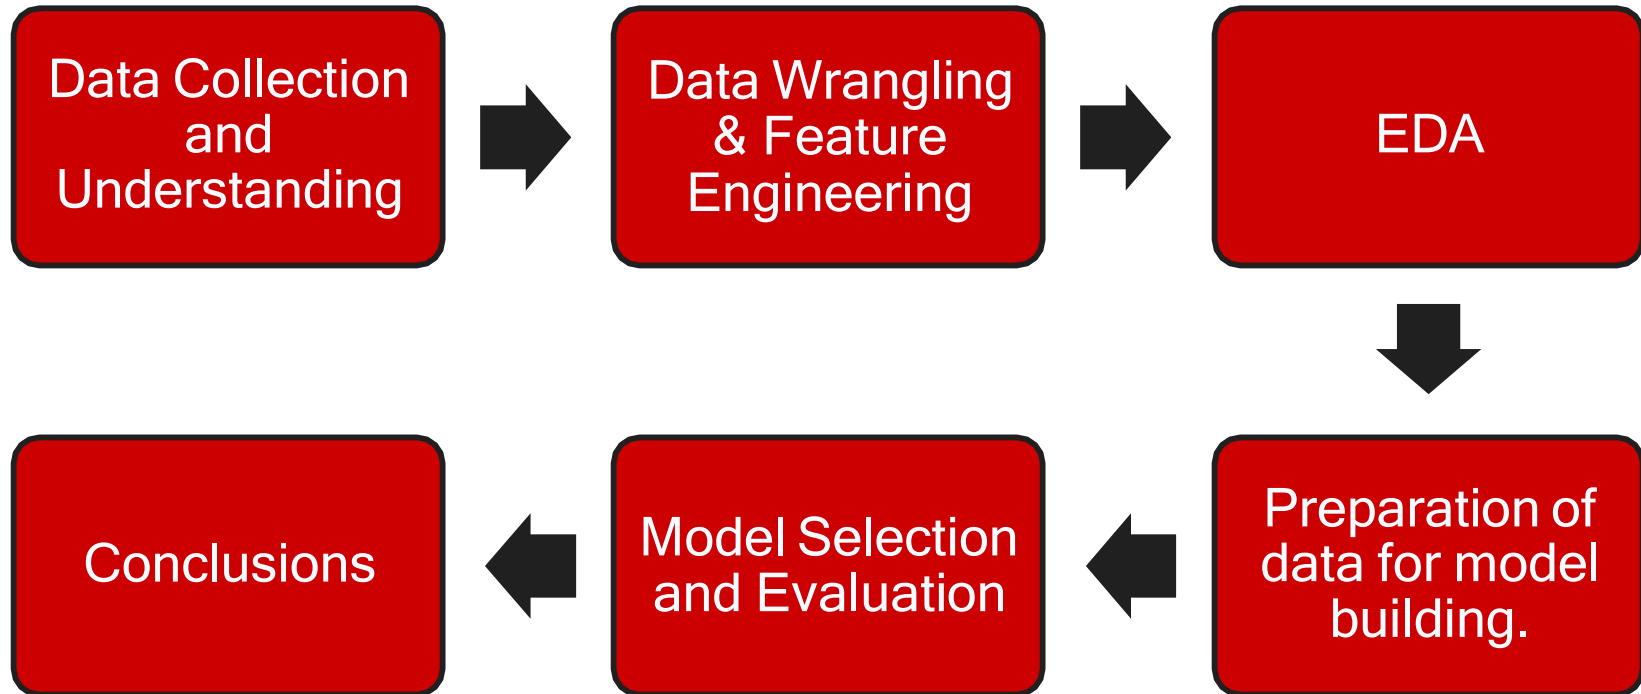 Data Collection
and
Understanding
Data Wrangling
& Feature
Engineering
EDA
Preparation of
data for model
building.
Model Selection
and Evaluation
Conclusions